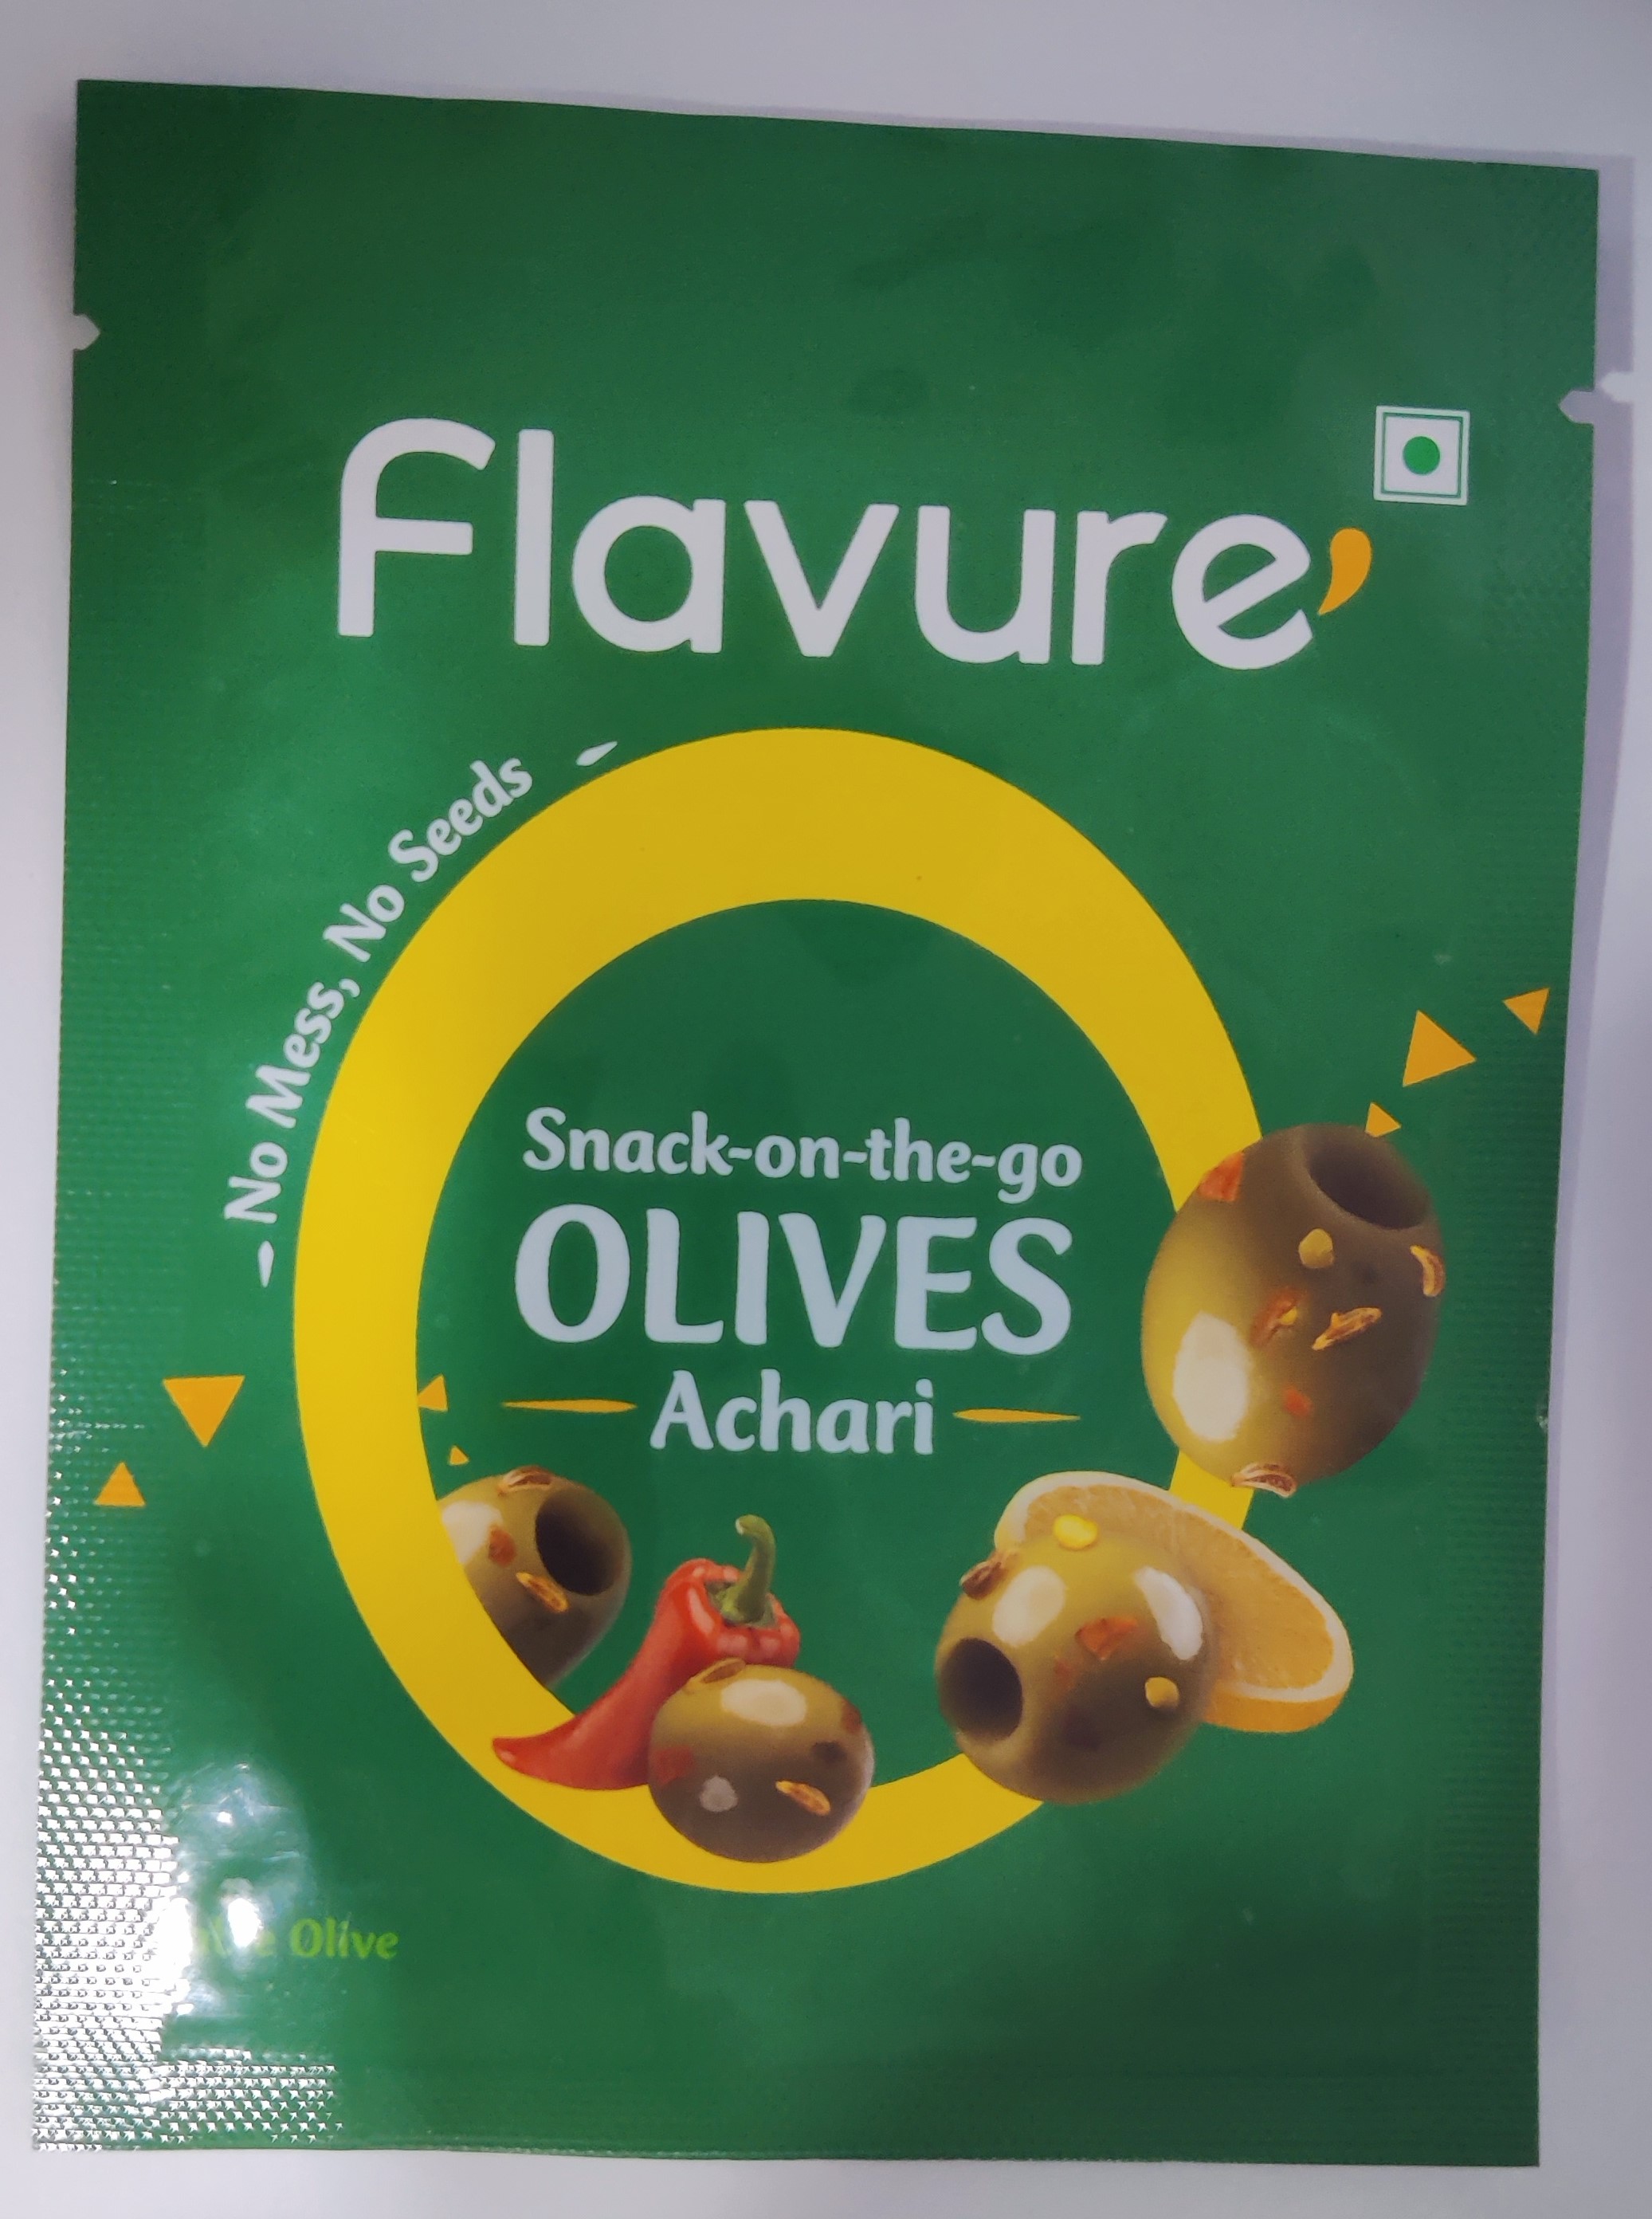 Flavure
No Mess, No Seeds
Snack-on-the-go
OLIVES
Achari
Olive